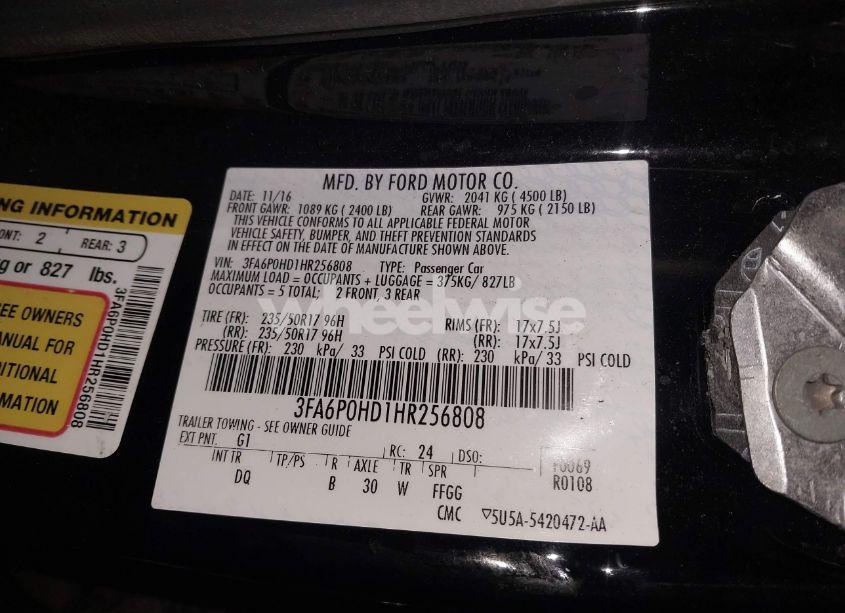 MFD. BY FORD MOTOR CO.
DATE: 11/16 GVWR: 2041 KG ( 4500 LB)
FRONT GAWR: 1089 KG ( 2400 LB) REAR GAWR: 975 KG ( 2150 LB)
THIS VEHICLE CONFORMS TO ALL APPLICABLE FEDERAL MOTOR
VEHICLE SAFETY, BUMPER, AND THEFT PREVENTION STANDARDS
IN EFFECT ON THE DATE OF MANUFACTURE SHOWN ABOVE.
VIN: 3FA6P0HD1HR256808 TYPE: Passenger Car
MAXIMUM LOAD = OCCUPANTS + LUGGAGE = 375KG/ 827LB
OCCUPANTS = 5 TOTAL: 2 FRONT, 3 REAR
wheelwise
TIRE (FR): 235/50R17 96H RIMS (FR): 17x7.5J
(RR): 235/50R17 96H (RR): 17x7.5J
PRESSURE (FR): 230 kPa/ 33 PSI COLD (RR): 230 kPa/ 33 PSI COLD
3FA6P0HD1HR256808
TRAILER TOWING - SEE OWNER GUIDE
EXT PNT: G1 RC: 24 DSO:
INT TR TP/PS R AXLE TR SPR
DQ B 30 W FFGG
R0108
CMC ▽5U5A-5420472-AA
NG INFORMATION
ONT: 2 REAR: 3
g or 827 lbs.
EE OWNERS
ANUAL FOR
DITIONAL
RMATION
3FA6P0HD1HR256808